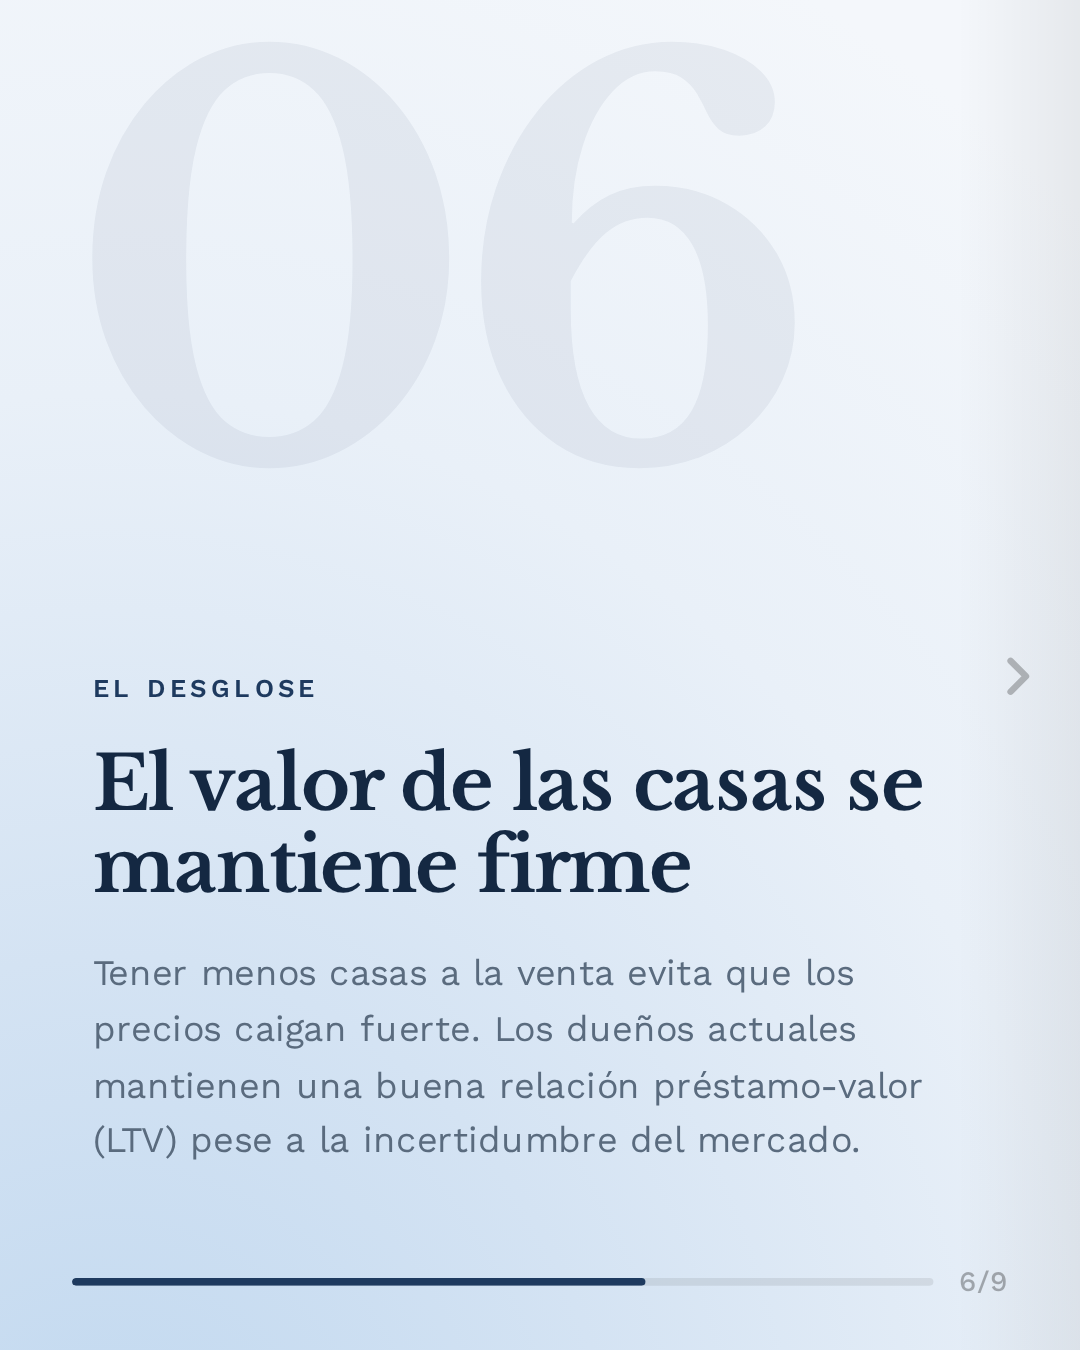 06
EL DESGLOSE
El valor de las casas se
mantiene firme
Tener menos casas a la venta evita que los
precios caigan fuerte. Los dueños actuales
mantienen una buena relación préstamo-valor
(LTV) pese a la incertidumbre del mercado.
6/9